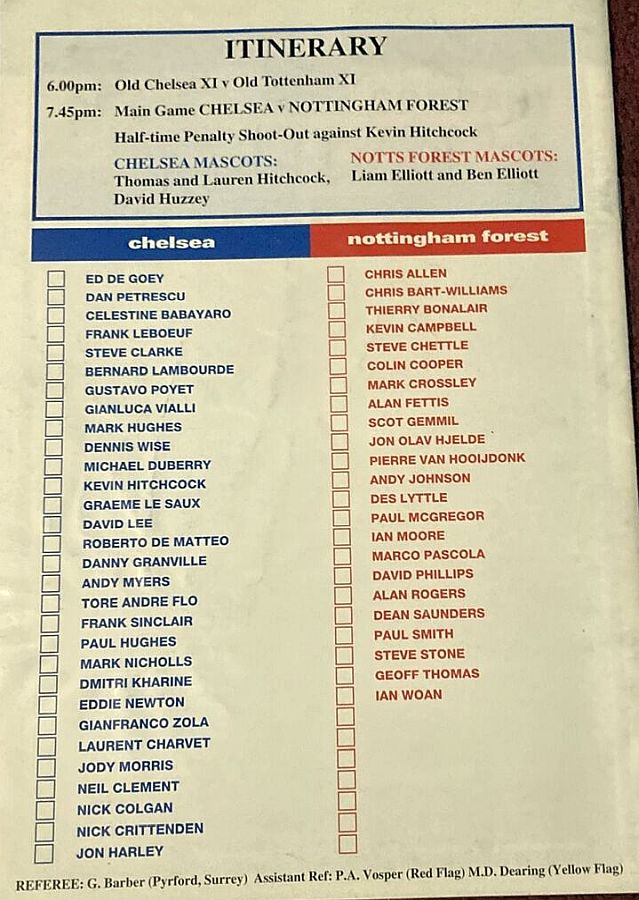 ITINERARY
6.00pm: Old Chelsea XI v Old Tottenham XI
7.45pm: Main Game CHELSEA v NOTTINGHAM FOREST
Half-time Penalty Shoot-Out against Kevin Hitchcock
CHELSEA MASCOTS:
Thomas and Lauren Hitchcock,
David Huzzey
NOTTS FOREST MASCOTS:
Liam Elliott and Ben Elliott
chelsea
ED DE GOEY
DAN PETRESCU
CELESTINE BABAYARO
FRANK LEBOEUF
STEVE CLARKE
BERNARD LAMBOURDE
GUSTAVO POYET
GIANLUCA VIALLI
MARK HUGHES
DENNIS WISE
MICHAEL DUBERRY
KEVIN HITCHCOCK
GRAEME LE SAUX
DAVID LEE
ROBERTO DE MATTEO
DANNY GRANVILLE
ANDY MYERS
TORE ANDRE FLO
FRANK SINCLAIR
PAUL HUGHES
MARK NICHOLLS
DMITRI KHARINE
EDDIE NEWTON
GIANFRANCO ZOLA
LAURENT CHARVET
JODY MORRIS
NEIL CLEMENT
NICK COLGAN
NICK CRITTENDEN
JON HARLEY
nottingham forest
CHRIS ALLEN
CHRIS BART-WILLIAMS
THIERRY BONALAIR
KEVIN CAMPBELL
STEVE CHETTLE
COLIN COOPER
MARK CROSSLEY
ALAN FETTIS
SCOT GEMMIL
JON OLAV HJELDE
PIERRE VAN HOOIJDONK
ANDY JOHNSON
DES LYTTLE
PAUL MCGREGOR
IAN MOORE
MARCO PASCOLA
DAVID PHILLIPS
ALAN ROGERS
DEAN SAUNDERS
PAUL SMITH
STEVE STONE
GEOFF THOMAS
IAN WOAN
REFEREE: G. Barber (Pyrford, Surrey) Assistant Ref: P.A. Vosper (Red Flag) M.D. Dearing (Yellow Flag)